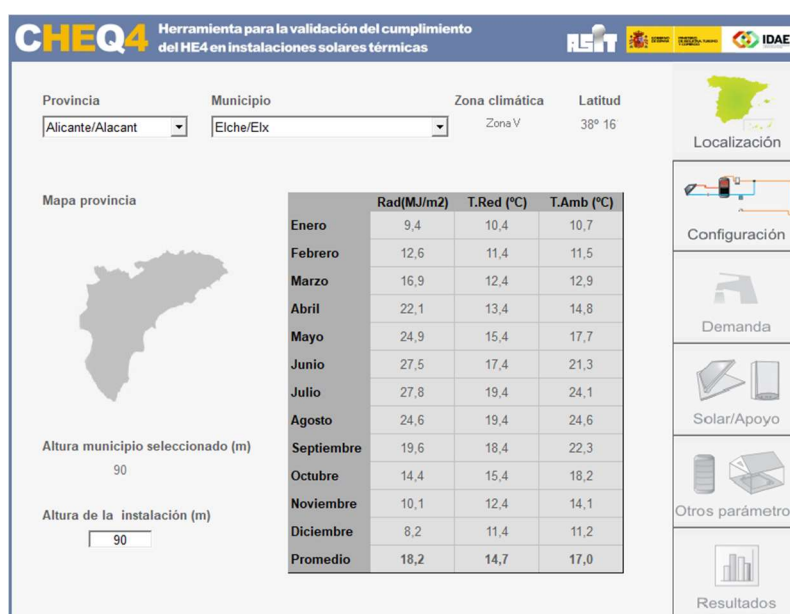 CHEQ4
Herramienta para la validación del cumplimiento
del HE4 en instalaciones solares térmicas
ASIT
IDAE
Provincia
Municipio
Zona climática
Latitud
Alicante/Alacant
Elche/Elx
Zona V
38º 16
Localización
Mapa provincia
Rad(MJ/m2) T.Red (ºC) T.Amb (ºC)
Enero 9,4 10,4 10,7
Febrero 12,6 11,4 11,5
Marzo 16,9 12,4 12,9
Abril 22,1 13,4 14,8
Mayo 24,9 15,4 17,7
Junio 27,5 17,4 21,3
Julio 27,8 19,4 24,1
Agosto 24,6 19,4 24,6
Septiembre 19,6 18,4 22,3
Octubre 14,4 15,4 18,2
Noviembre 10,1 12,4 14,1
Diciembre 8,2 11,4 11,2
Promedio 18,2 14,7 17,0
Altura municipio seleccionado (m)
90
Altura de la instalación (m)
90
Configuración
Demanda
Solar/Apoyo
Otros parámetro
Resultados